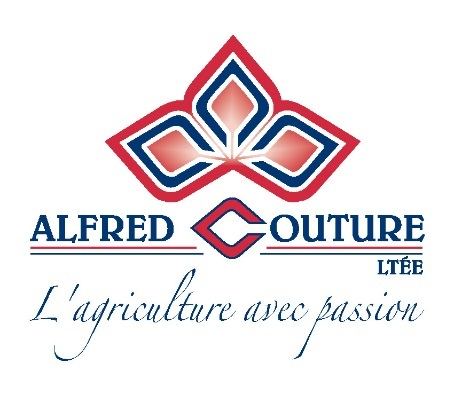 ALFRED COUTURE
LTÉE
L'agriculture avec passion